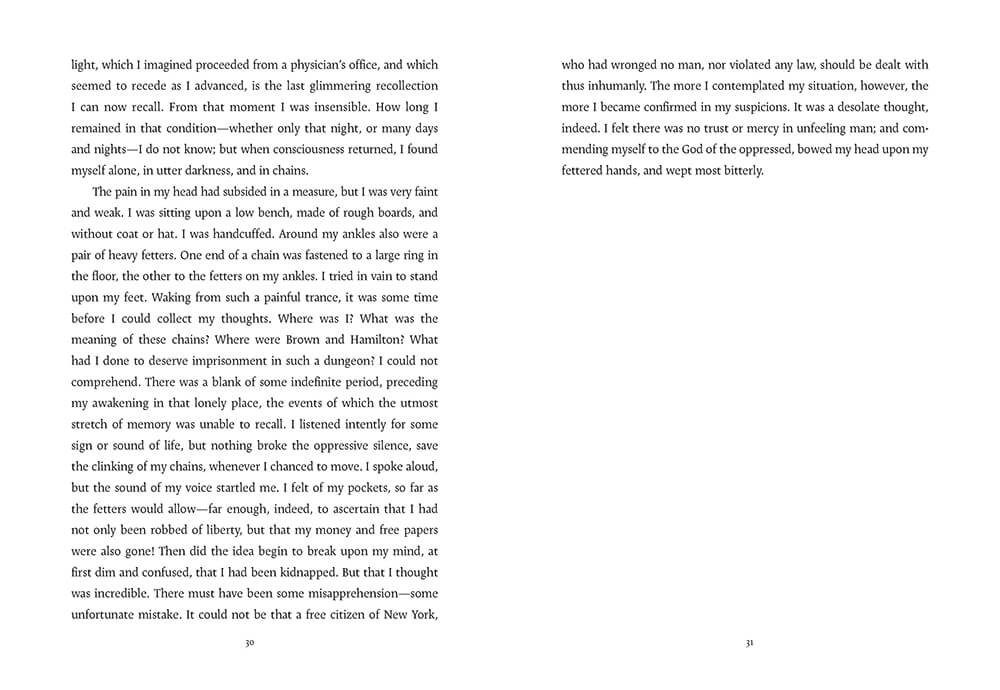 light, which I imagined proceeded from a physician’s office, and which
seemed to recede as I advanced, is the last glimmering recollection
I can now recall. From that moment I was insensible. How long I
remained in that condition—whether only that night, or many days
and nights—I do not know; but when consciousness returned, I found
myself alone, in utter darkness, and in chains.
The pain in my head had subsided in a measure, but I was very faint
and weak. I was sitting upon a low bench, made of rough boards, and
without coat or hat. I was handcuffed. Around my ankles also were a
pair of heavy fetters. One end of a chain was fastened to a large ring in
the floor, the other to the fetters on my ankles. I tried in vain to stand
upon my feet. Waking from such a painful trance, it was some time
before I could collect my thoughts. Where was I? What was the
meaning of these chains? Where were Brown and Hamilton? What
had I done to deserve imprisonment in such a dungeon? I could not
comprehend. There was a blank of some indefinite period, preceding
my awakening in that lonely place, the events of which the utmost
stretch of memory was unable to recall. I listened intently for some
sign or sound of life, but nothing broke the oppressive silence, save
the clinking of my chains, whenever I chanced to move. I spoke aloud,
but the sound of my voice startled me. I felt of my pockets, so far as
the fetters would allow—far enough, indeed, to ascertain that I had
not only been robbed of liberty, but that my money and free papers
were also gone! Then did the idea begin to break upon my mind, at
first dim and confused, that I had been kidnapped. But that I thought
was incredible. There must have been some misapprehension—some
unfortunate mistake. It could not be that a free citizen of New York,
30
who had wronged no man, nor violated any law, should be dealt with
thus inhumanly. The more I contemplated my situation, however, the
more I became confirmed in my suspicions. It was a desolate thought,
indeed. I felt there was no trust or mercy in unfeeling man; and com-
mending myself to the God of the oppressed, bowed my head upon my
fettered hands, and wept most bitterly.
31